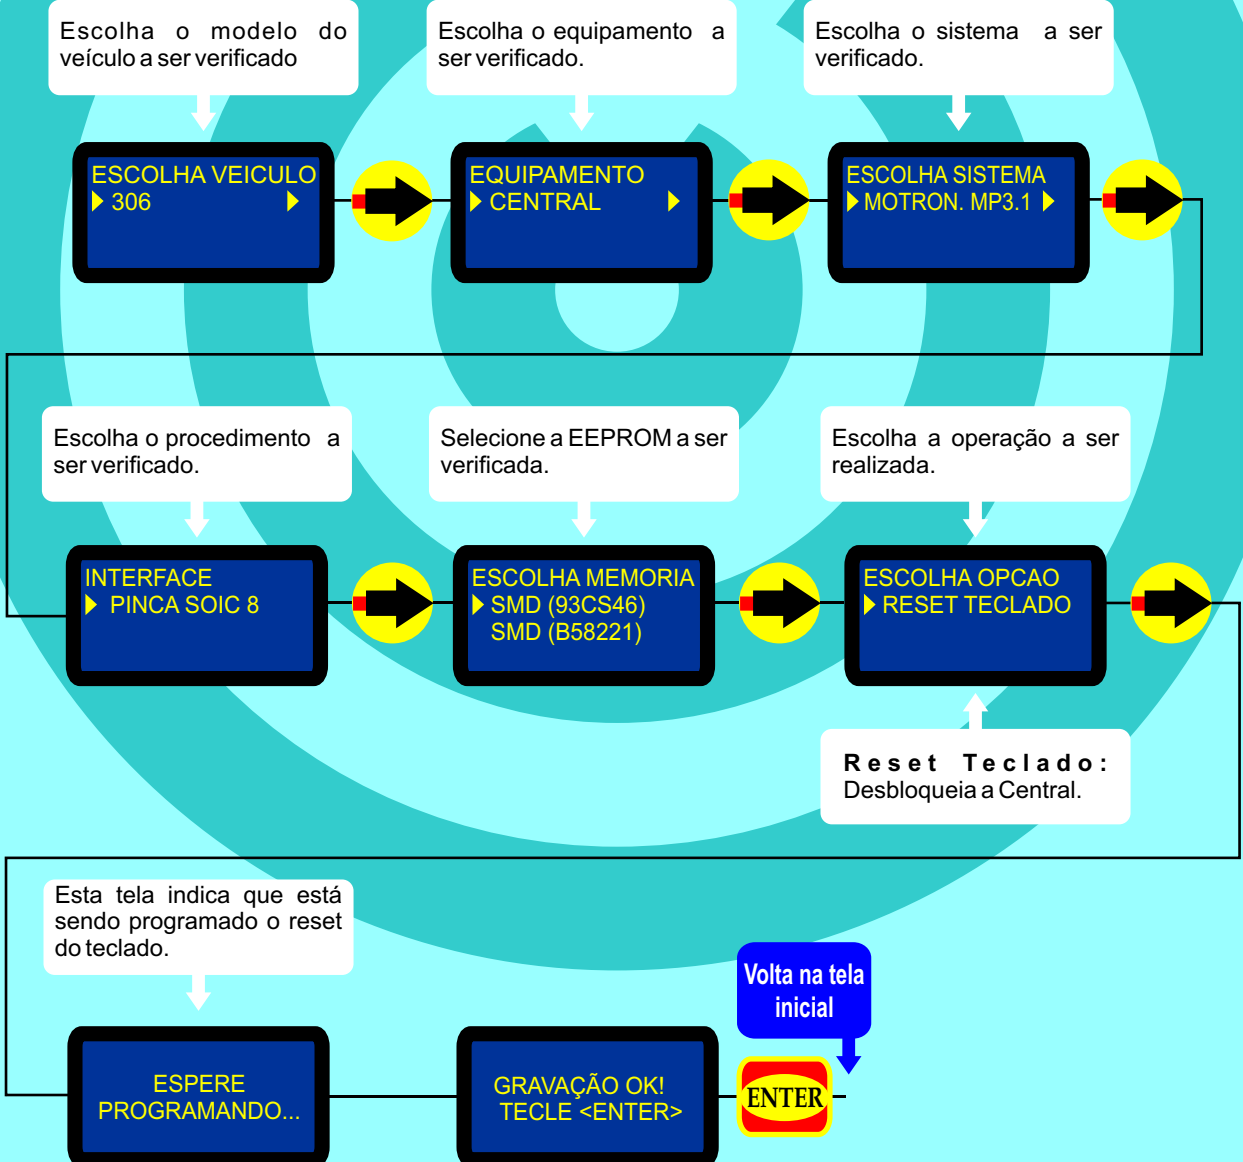 Escolha o modelo do
veículo a ser verificado
Escolha o equipamento a
ser verificado.
Escolha o sistema a ser
verificado.
ESCOLHA VEICULO
306
EQUIPAMENTO
CENTRAL
ESCOLHA SISTEMA
MOTRON. MP3.1
Escolha o procedimento a
ser verificado.
Selecione a EEPROM a ser
verificada.
Escolha a operação a ser
realizada.
INTERFACE
PINCA SOIC 8
ESCOLHA MEMORIA
SMD (93CS46)
SMD (B58221)
ESCOLHA OPCAO
RESET TECLADO
Reset Teclado:
Desbloqueia a Central.
Esta tela indica que está
sendo programado o reset
do teclado.
ESPERE
PROGRAMANDO...
GRAVAÇÃO OK!
TECLE <ENTER>
Volta na tela
inicial
ENTER